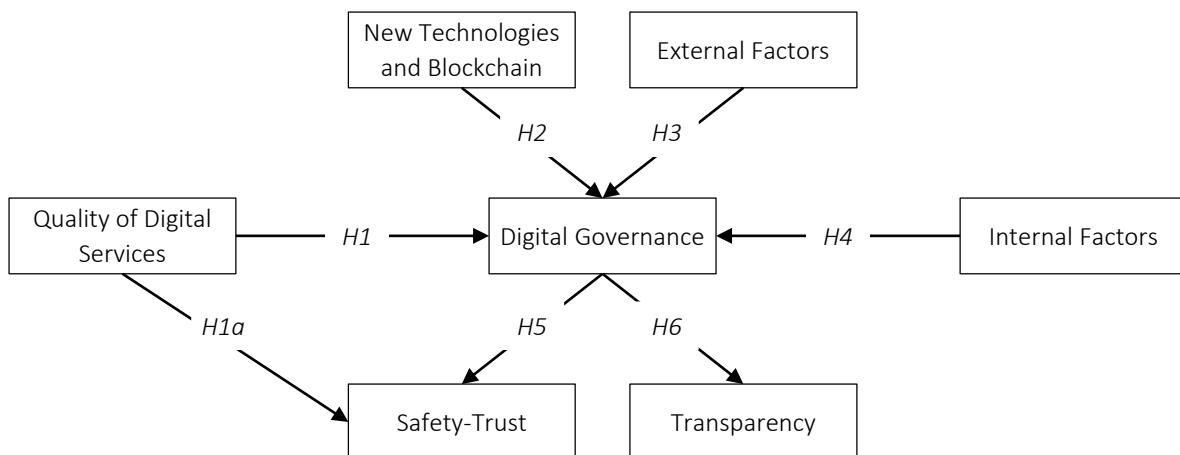 New Technologies
and Blockchain
External Factors
H2
H3
Quality of Digital
Services
H1
Digital Governance
H4
Internal Factors
H1a
H5
H6
Safety-Trust
Transparency